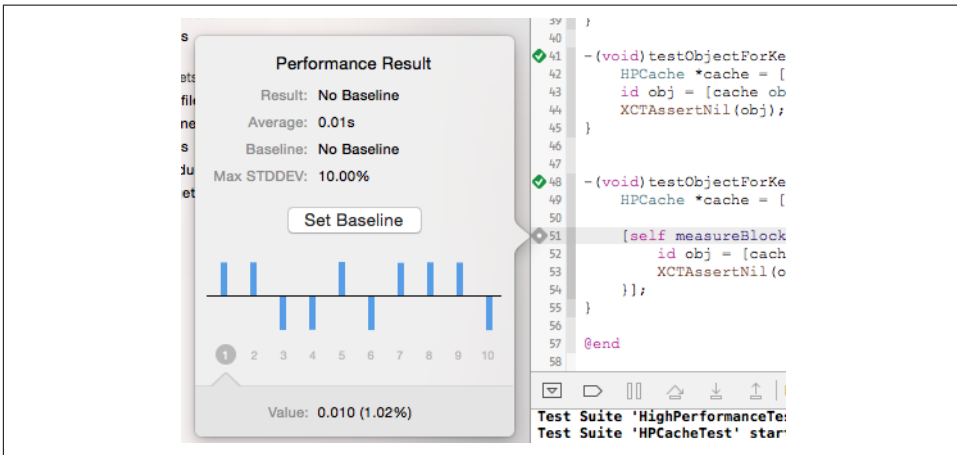 s
ets
file
me
s
du
et
Performance Result
Result: No Baseline
Average: 0.01s
Baseline: No Baseline
Max STDDEV: 10.00%
Set Baseline
1 2 3 4 5 6 7 8 9 10
Value: 0.010 (1.02%)
39 }
40
41 -(void)testObjectForKe
42 HPCache *cache = [
43 id obj = [cache ob
44 XCTAssertNil(obj);
45 }
46
47
48 -(void)testObjectForKe
49 HPCache *cache = [
50
51 [self measureBlock
52 id obj = [cach
53 XCTAssertNil(o
54 }];
55 }
56
57 @end
58
Test Suite 'HighPerformanceTe
Test Suite 'HPCacheTest' star